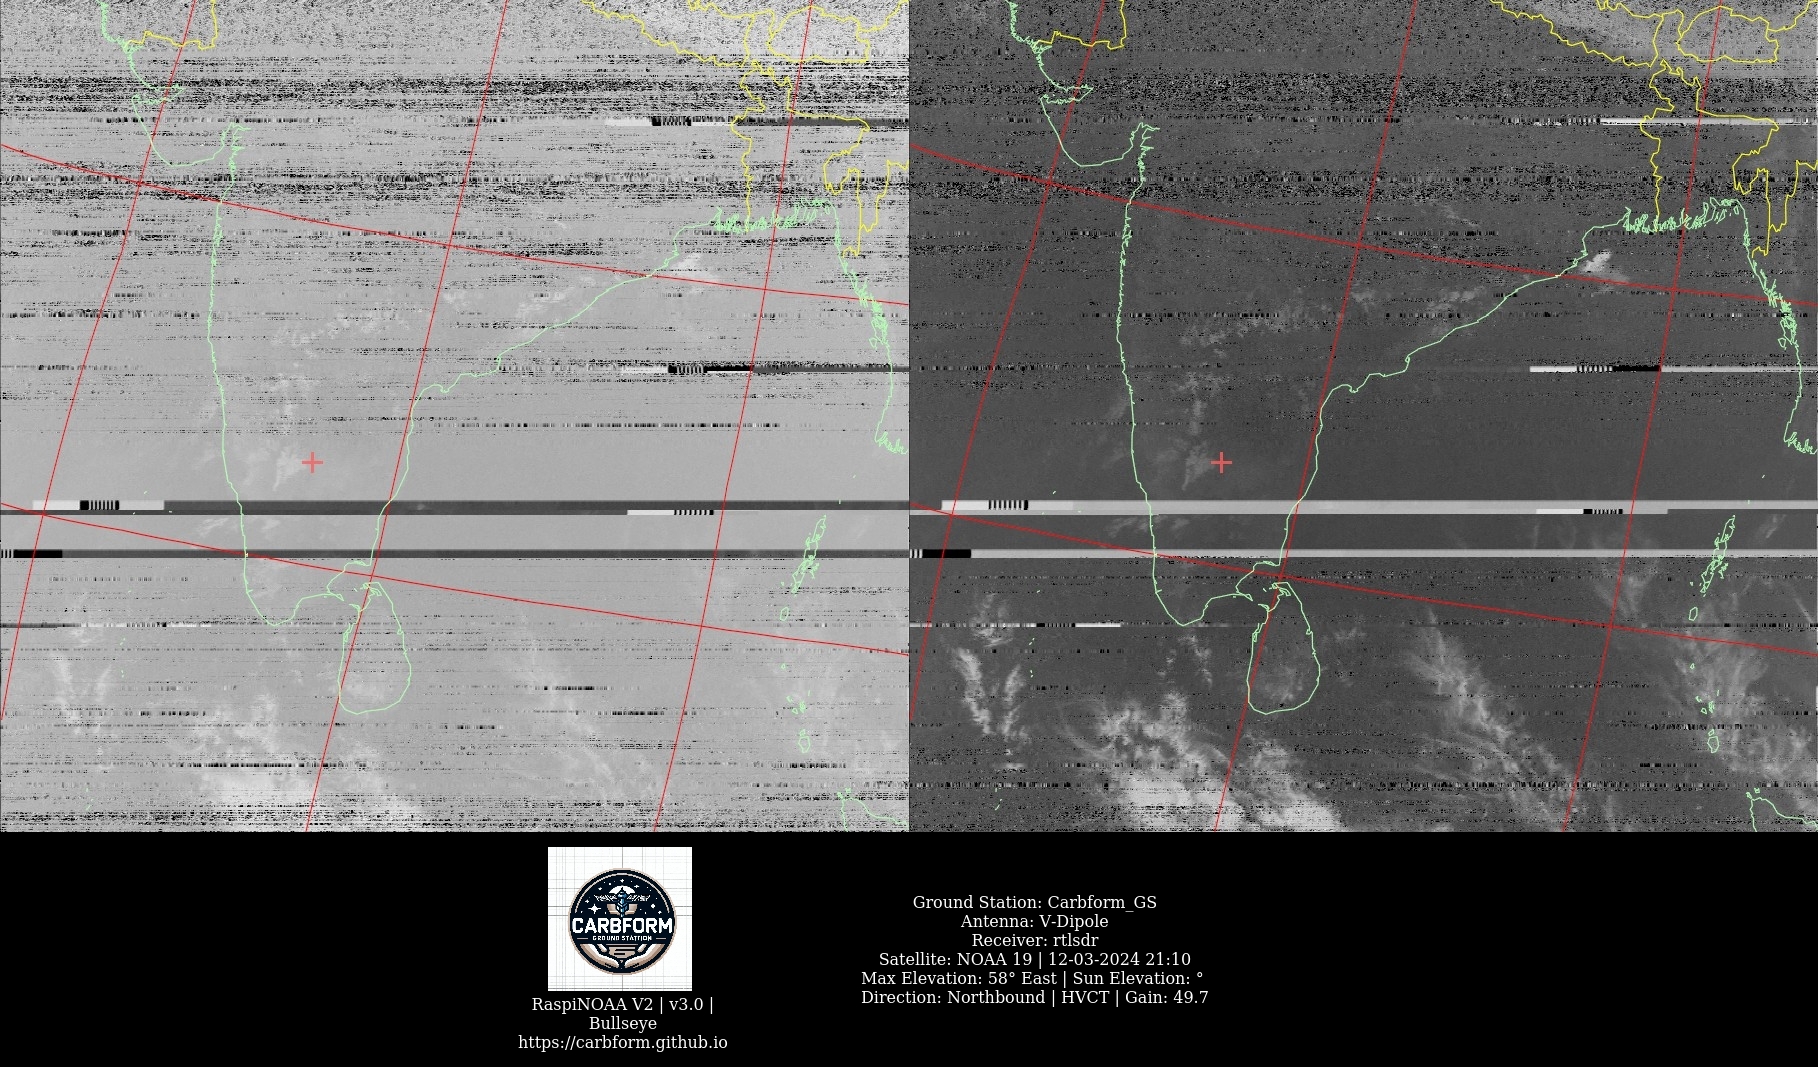 CARBFORM
GROUND STATION
RaspiNOAA V2 | v3.0 |
Bullseye
https://carbform.github.io
Ground Station: Carbform_GS
Antenna: V-Dipole
Receiver: rtlsdr
Satellite: NOAA 19 | 12-03-2024 21:10
Max Elevation: 58° East | Sun Elevation: °
Direction: Northbound | HVCT | Gain: 49.7